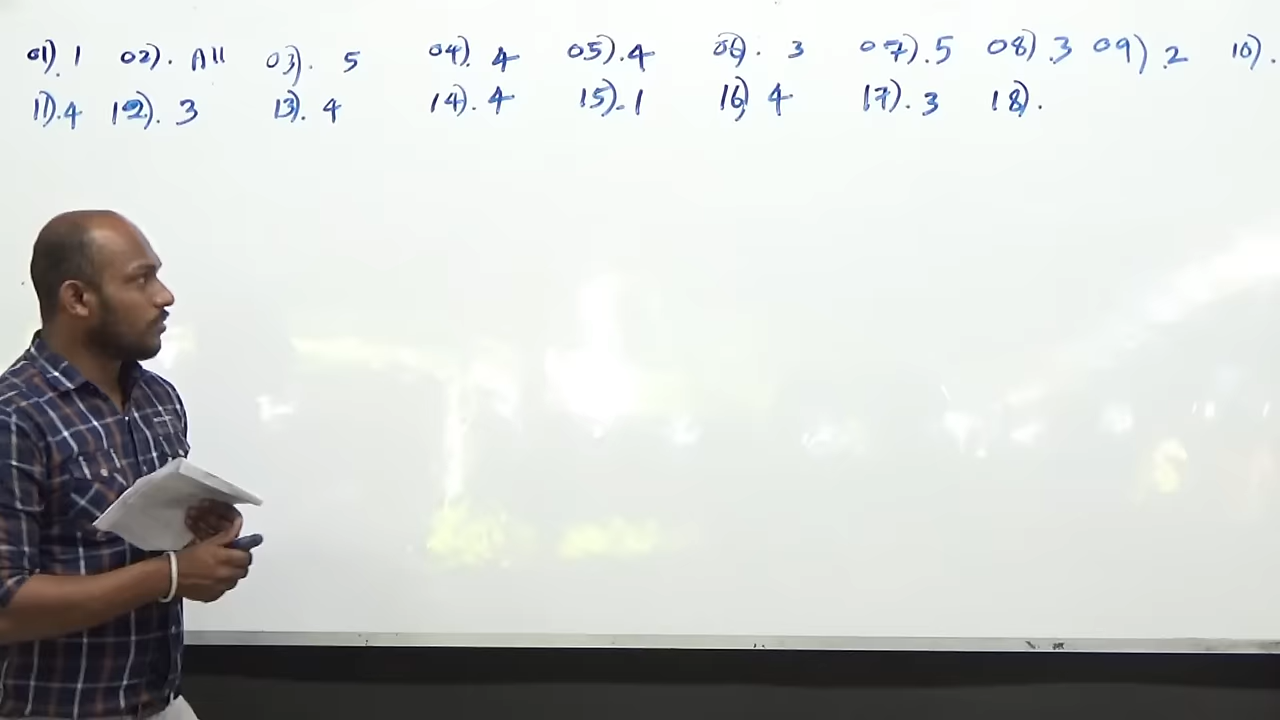 01). 1 02). All 03). 5 04). 4 05). 4 06). 3 07). 5 08). 3 09) 2 10).
11). 4 12). 3 13). 4 14). 4 15). 1 16) 4 17). 3 18).